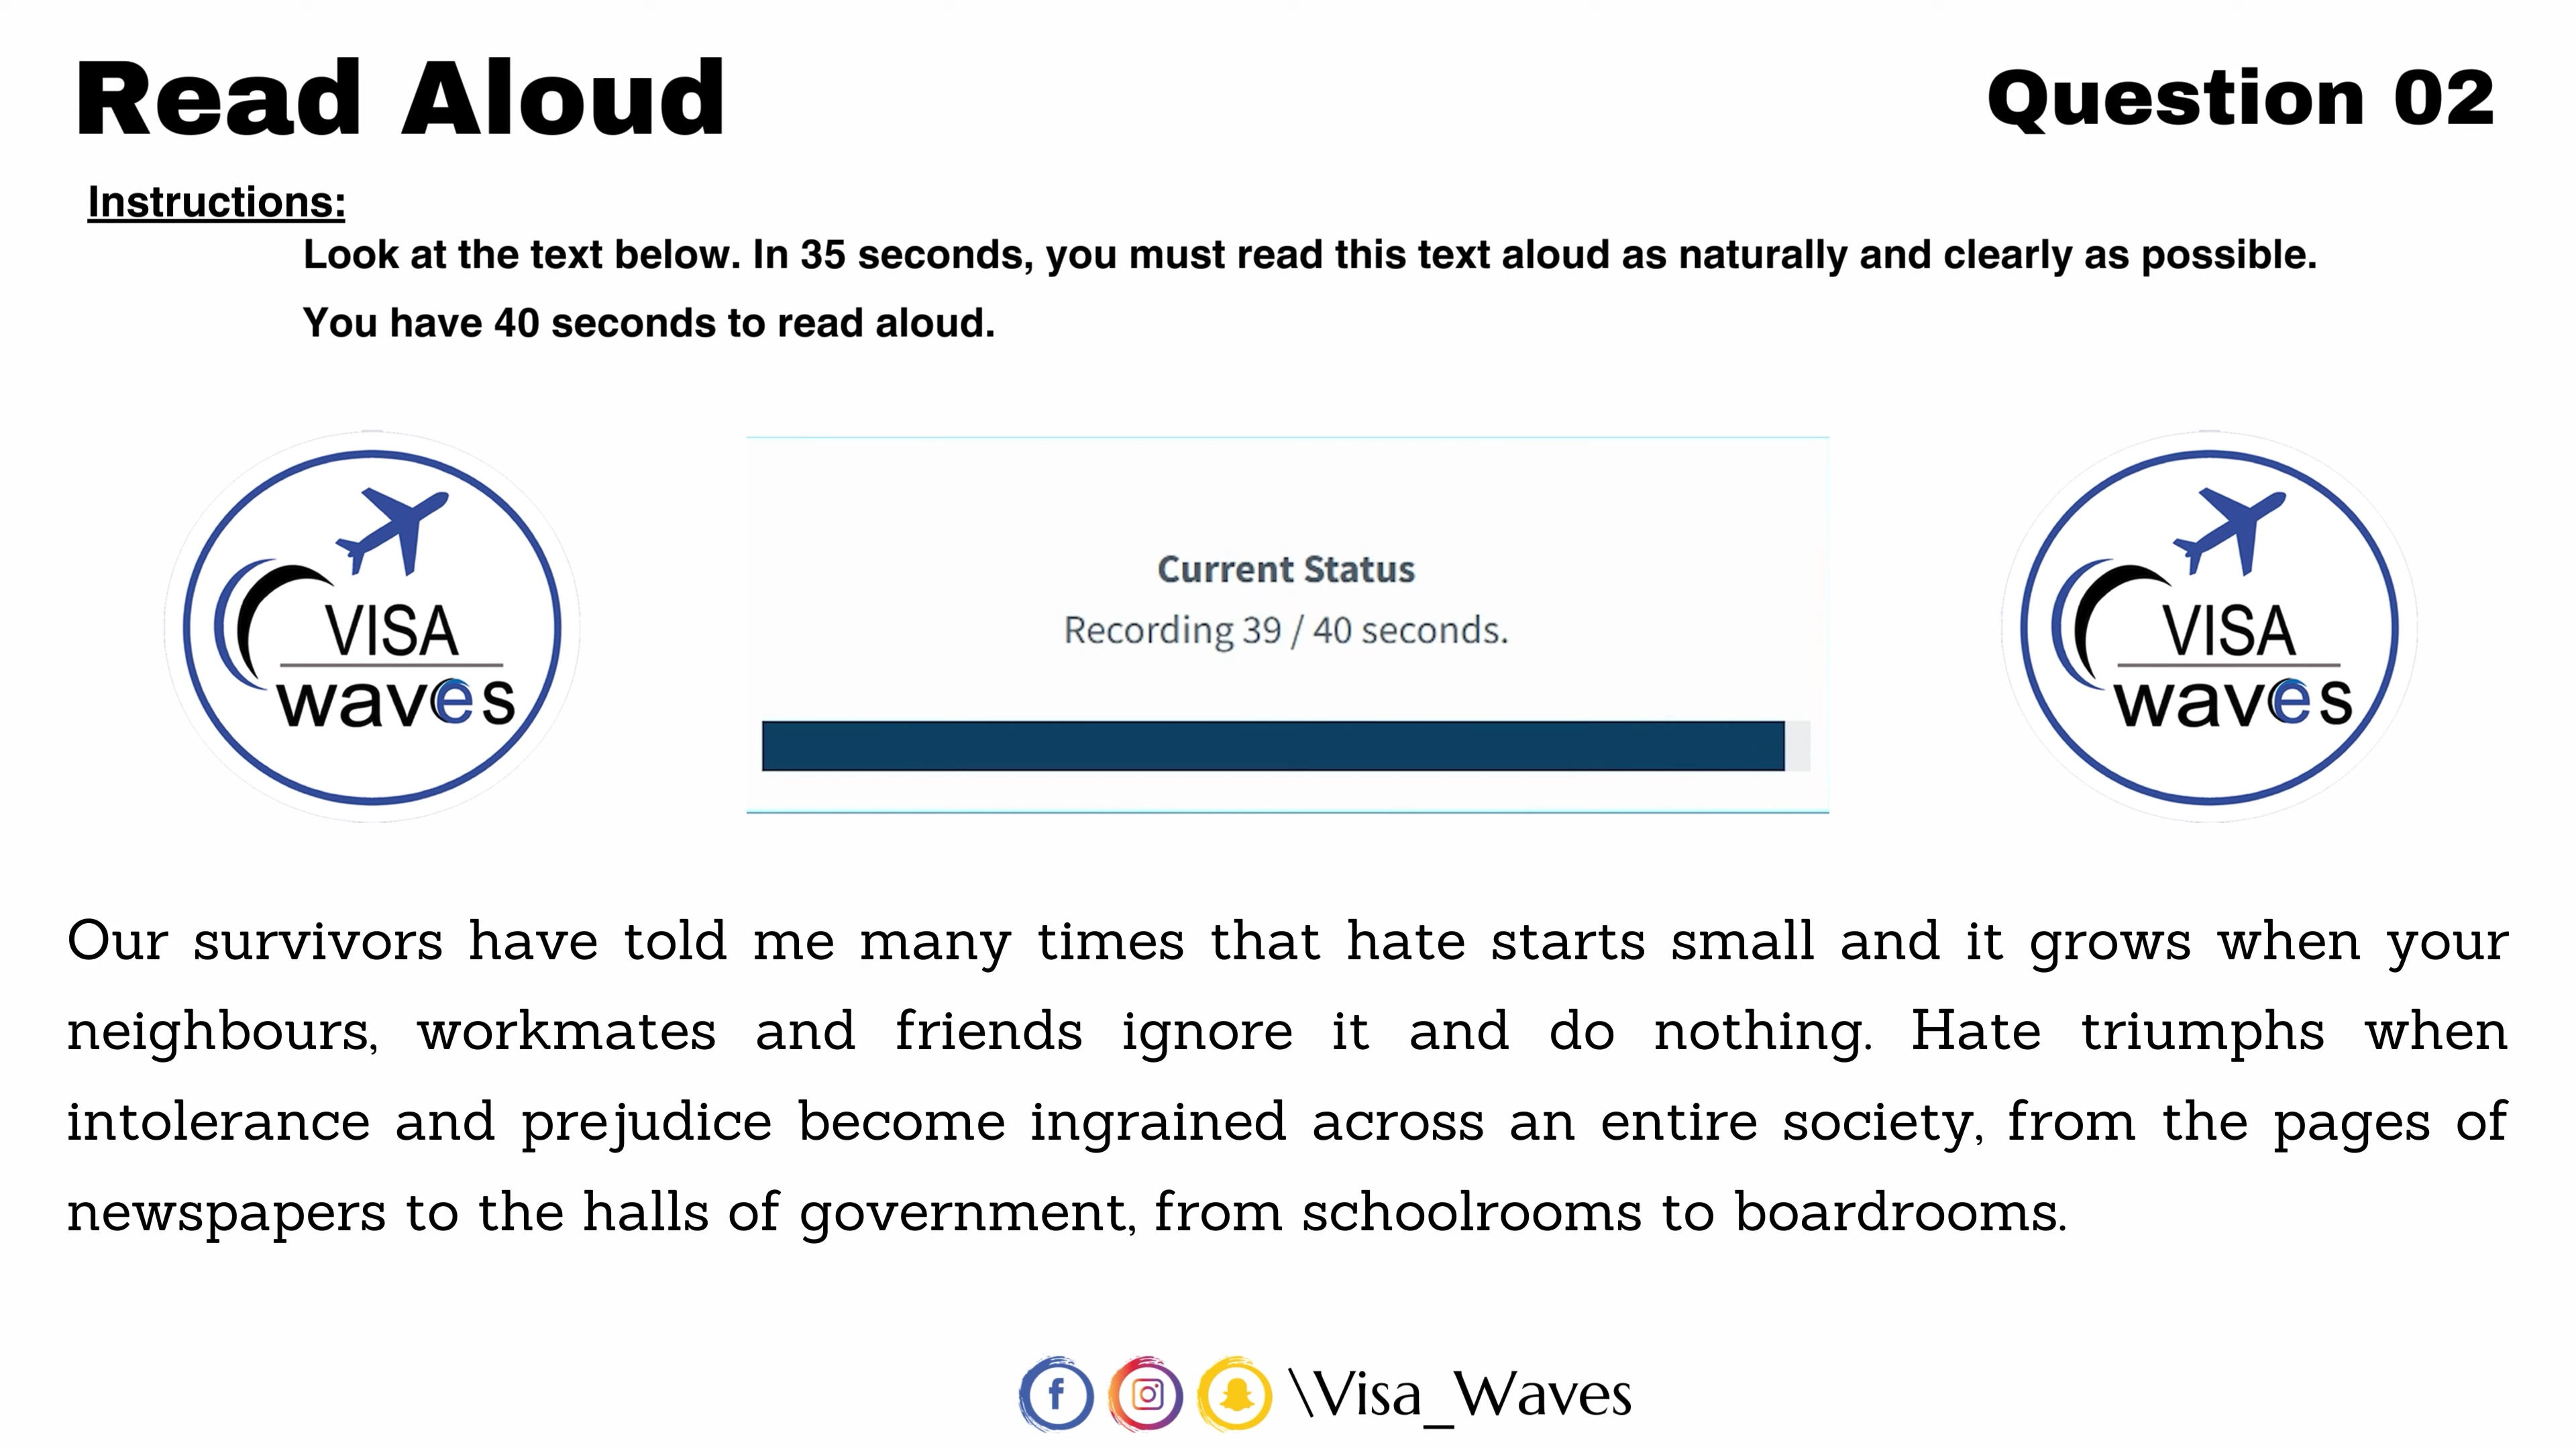 Read Aloud
Question 02
Instructions:
Look at the text below. In 35 seconds, you must read this text aloud as naturally and clearly as possible.
You have 40 seconds to read aloud.
VISA
waves
Current Status
Recording 39 / 40 seconds.
VISA
waves
Our survivors have told me many times that hate starts small and it grows when your
neighbours, workmates and friends ignore it and do nothing. Hate triumphs when
intolerance and prejudice become ingrained across an entire society, from the pages of
newspapers to the halls of government, from schoolrooms to boardrooms.
\Visa_Waves